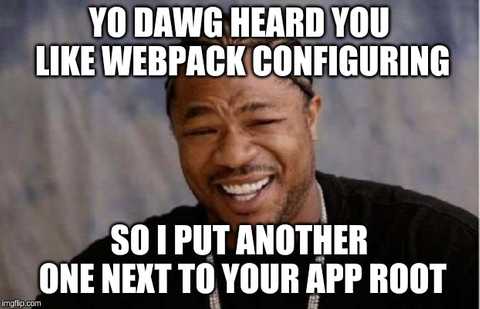 YO DAWG HEARD YOU
LIKE WEBPACK CONFIGURING
SO I PUT ANOTHER
ONE NEXT TO YOUR APP ROOT
imgflip.com